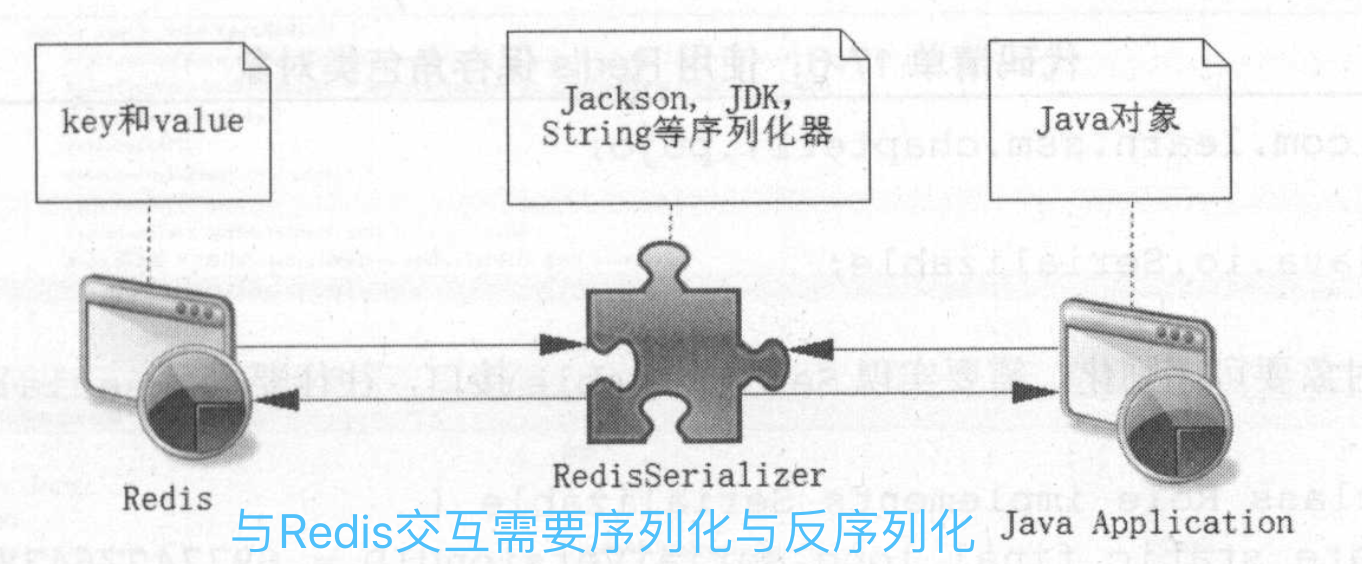 key和value
Jackson, JDK,
String等序列化器
Java对象
Redis
RedisSerializer
Java Application
与Redis交互需要序列化与反序列化